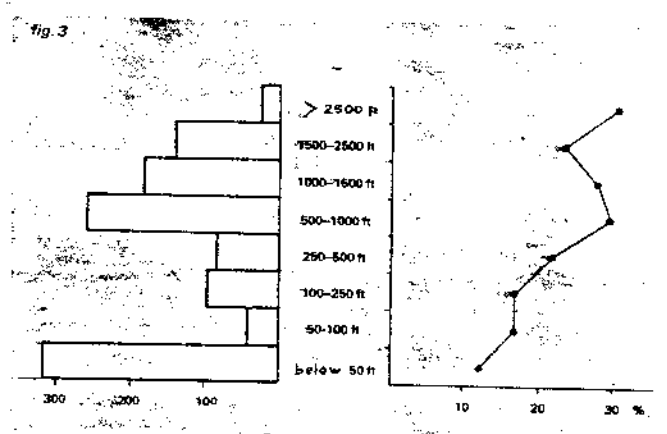 fig. 3
> 2500 ft
1500–2500 ft
1000–1500 ft
500–1000 ft
250–500 ft
100–250 ft
50-100 ft
below 50 ft
300 200 100
10 20 30 %